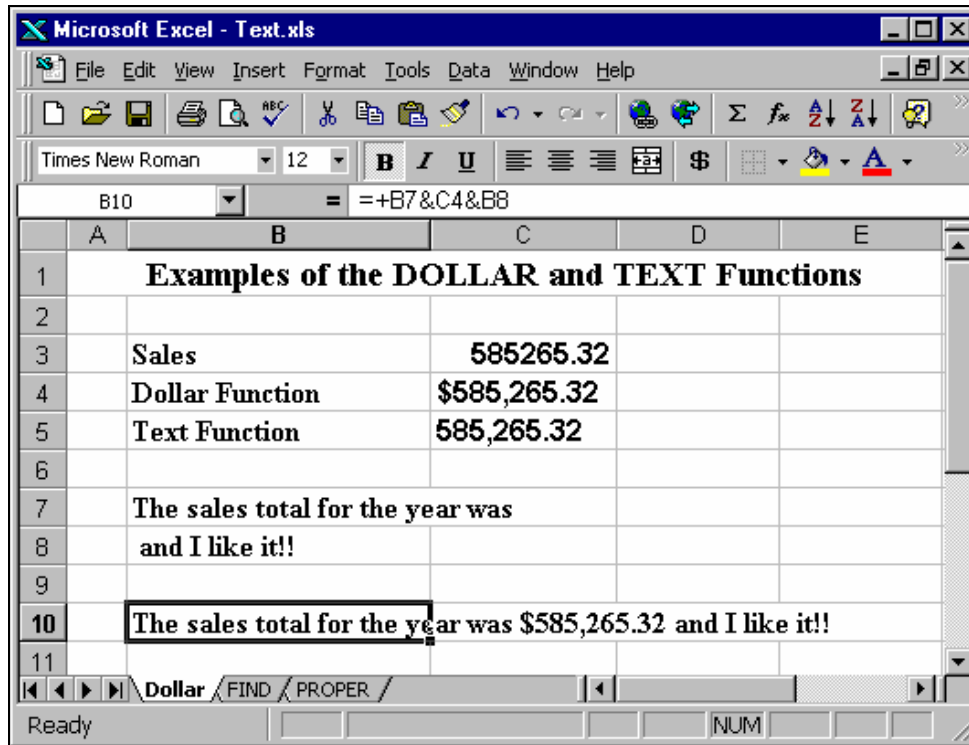 Microsoft Excel - Text.xls
File Edit View Insert Format Tools Data Window Help
ABC Σ fx A Z Z A
Times New Roman 12 B I U a $ A
B10 = =+B7&C4&B8
A B C D E
1 Examples of the DOLLAR and TEXT Functions
2
3 Sales 585265.32
4 Dollar Function $585,265.32
5 Text Function 585,265.32
6
7 The sales total for the year was
8 and I like it!!
9
10 The sales total for the year was $585,265.32 and I like it!!
11
Dollar FIND PROPER
Ready NUM